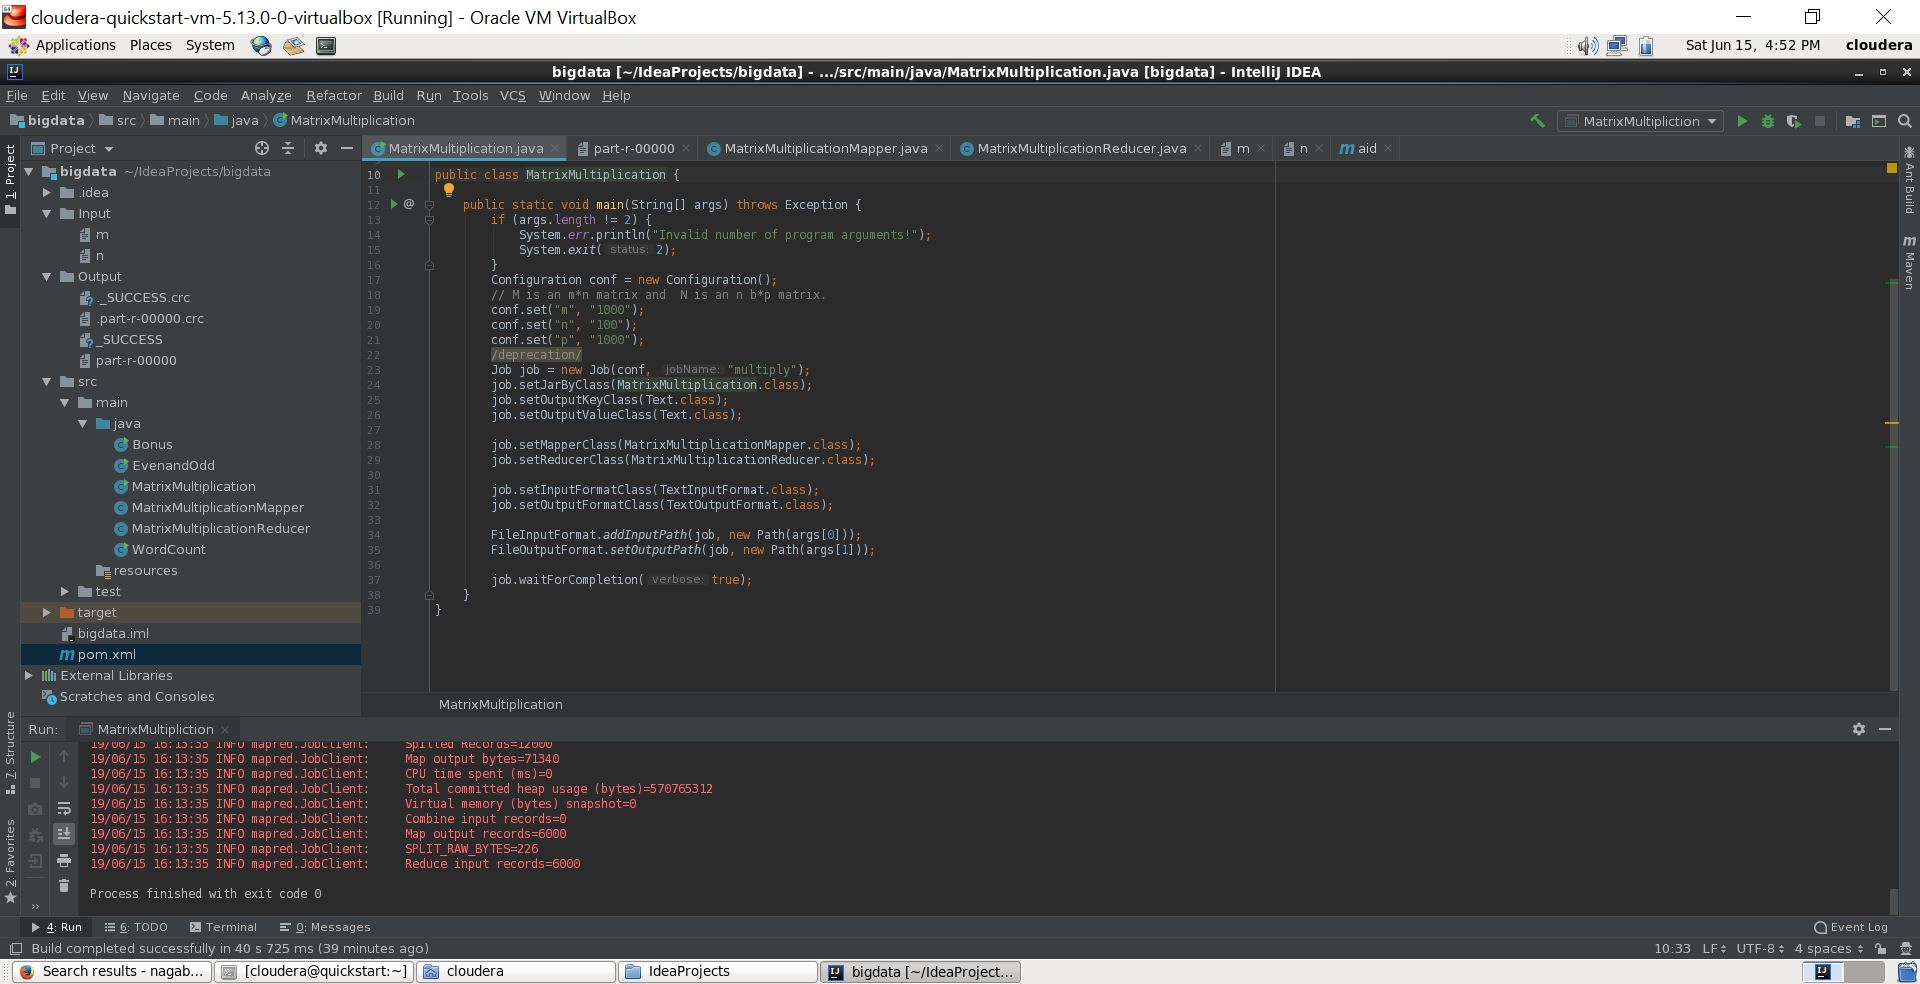 cloudera-quickstart-vm-5.13.0-0-virtualbox [Running] - Oracle VM VirtualBox
Applications Places System
Sat Jun 15, 4:52 PM cloudera
bigdata [~/IdeaProjects/bigdata] - .../src/main/java/MatrixMultiplication.java [bigdata] - IntelliJ IDEA
File Edit View Navigate Code Analyze Refactor Build Run Tools VCS Window Help
bigdata src main java MatrixMultiplication
MatrixMultipliction
Project
MatrixMultiplication.java part-r-00000 MatrixMultiplicationMapper.java MatrixMultiplicationReducer.java m n aid
1: Project
bigdata ~/IdeaProjects/bigdata
.idea
Input
m
n
Output
._SUCCESS.crc
.part-r-00000.crc
_SUCCESS
part-r-00000
src
main
java
Bonus
EvenandOdd
MatrixMultiplication
MatrixMultiplicationMapper
MatrixMultiplicationReducer
WordCount
resources
test
target
bigdata.iml
pom.xml
External Libraries
Scratches and Consoles
10 public class MatrixMultiplication {
11
12 @ public static void main(String[] args) throws Exception {
13 if (args.length != 2) {
14 System.err.println("Invalid number of program arguments!");
15 System.exit( status: 2);
16 }
17 Configuration conf = new Configuration();
18 // M is an m*n matrix and  N is an n b*p matrix.
19 conf.set("m", "1000");
20 conf.set("n", "100");
21 conf.set("p", "1000");
22 /deprecation/
23 Job job = new Job(conf, jobName: "multiply");
24 job.setJarByClass(MatrixMultiplication.class);
25 job.setOutputKeyClass(Text.class);
26 job.setOutputValueClass(Text.class);
27
28 job.setMapperClass(MatrixMultiplicationMapper.class);
29 job.setReducerClass(MatrixMultiplicationReducer.class);
30
31 job.setInputFormatClass(TextInputFormat.class);
32 job.setOutputFormatClass(TextOutputFormat.class);
33
34 FileInputFormat.addInputPath(job, new Path(args[0]));
35 FileOutputFormat.setOutputPath(job, new Path(args[1]));
36
37 job.waitForCompletion( verbose: true);
38 }
39 }
MatrixMultiplication
Ant Build
Maven
7: Structure
2: Favorites
Run: MatrixMultipliction
19/06/15 16:13:35 INFO mapred.JobClient: Spilled Records=12000
19/06/15 16:13:35 INFO mapred.JobClient: Map output bytes=71340
19/06/15 16:13:35 INFO mapred.JobClient: CPU time spent (ms)=0
19/06/15 16:13:35 INFO mapred.JobClient: Total committed heap usage (bytes)=570765312
19/06/15 16:13:35 INFO mapred.JobClient: Virtual memory (bytes) snapshot=0
19/06/15 16:13:35 INFO mapred.JobClient: Combine input records=0
19/06/15 16:13:35 INFO mapred.JobClient: Map output records=6000
19/06/15 16:13:35 INFO mapred.JobClient: SPLIT_RAW_BYTES=226
19/06/15 16:13:35 INFO mapred.JobClient: Reduce input records=6000
Process finished with exit code 0
4: Run 6: TODO Terminal 0: Messages Event Log
Build completed successfully in 40 s 725 ms (39 minutes ago) 10:33 LF UTF-8 4 spaces
Search results - nagab... [cloudera@quickstart:~] cloudera IdeaProjects bigdata [~/IdeaProject...